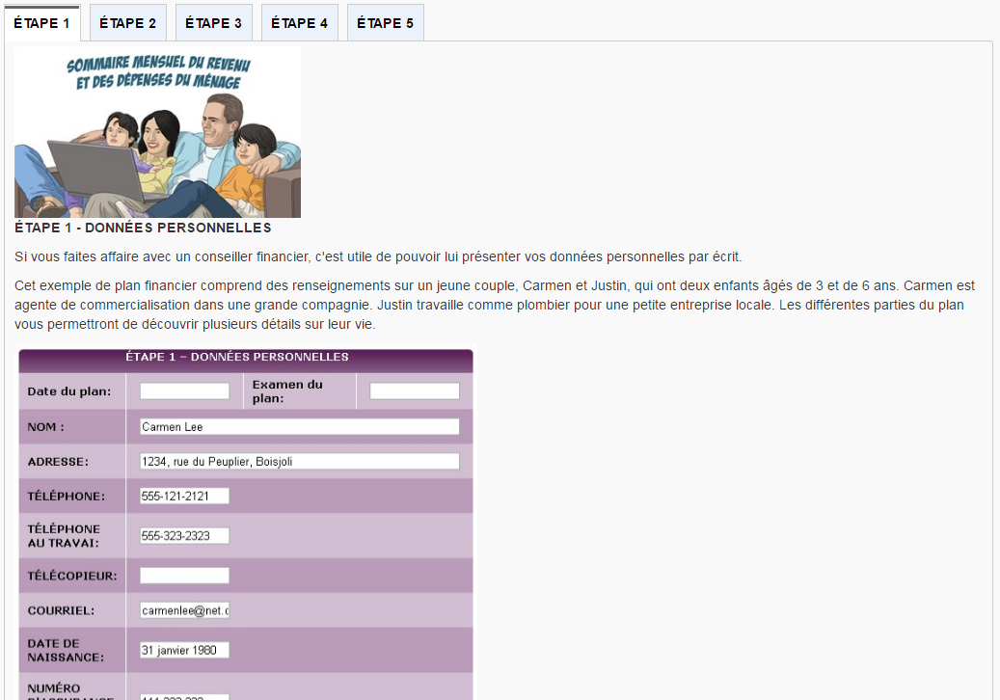 ÉTAPE 1 ÉTAPE 2 ÉTAPE 3 ÉTAPE 4 ÉTAPE 5
SOMMAIRE MENSUEL DU REVENU
ET DES DÉPENSES DU MÉNAGE
ÉTAPE 1 - DONNÉES PERSONNELLES
Si vous faites affaire avec un conseiller financier, c'est utile de pouvoir lui présenter vos données personnelles par écrit.
Cet exemple de plan financier comprend des renseignements sur un jeune couple, Carmen et Justin, qui ont deux enfants âgés de 3 et de 6 ans. Carmen est
agente de commercialisation dans une grande compagnie. Justin travaille comme plombier pour une petite entreprise locale. Les différentes parties du plan
vous permettront de découvrir plusieurs détails sur leur vie.
ÉTAPE 1 – DONNÉES PERSONNELLES
Date du plan: Examen du
plan:
NOM : Carmen Lee
ADRESSE: 1234, rue du Peuplier, Boisjoli
TÉLÉPHONE: 555-121-2121
TÉLÉPHONE
AU TRAVAI: 555-323-2323
TÉLÉCOPIEUR:
COURRIEL: carmenlee@net.c
DATE DE
NAISSANCE: 31 janvier 1980
NUMÉRO